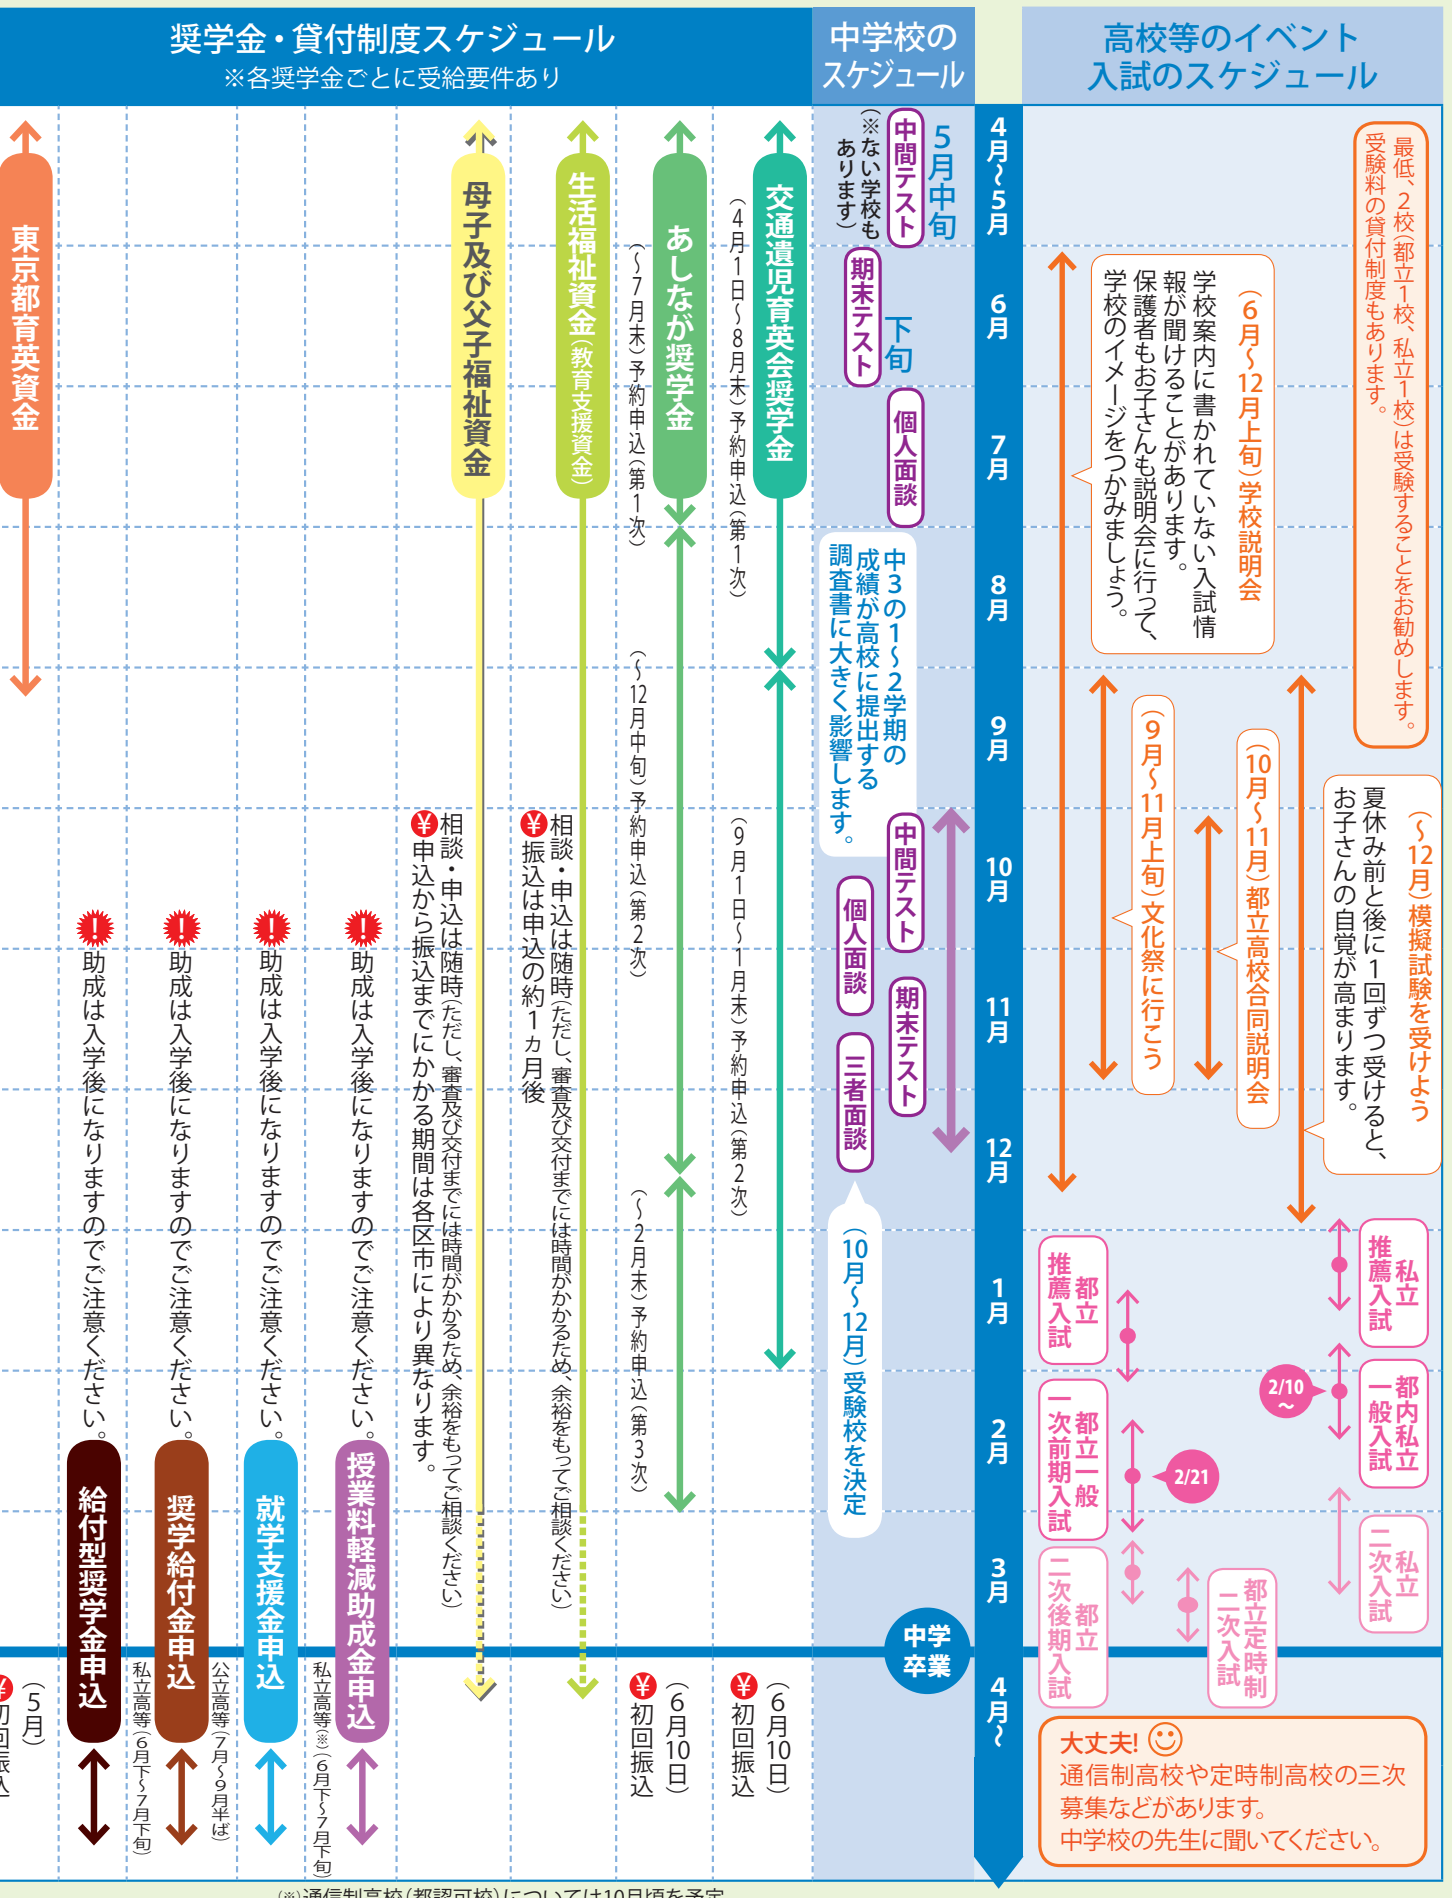 高校等のイベント
入試のスケジュール
中学校の
スケジュール
奨学金・貸付制度スケジュール
※各奨学金ごとに受給要件あり
4月〜5月
6月
7月
8月
9月
10月
11月
12月
1月
2月
3月
4月〜
最低、2校(都立1校、私立1校)は受験することをお勧めします。
受験料の貸付制度もあります。
(〜12月)模擬試験を受けよう
夏休み前と後に1回ずつ受けると、
お子さんの自覚が高まります。
(6月〜12月上旬)学校説明会
学校案内に書かれていない入試情
報が聞けることがあります。
保護者もお子さんも説明会に行って、
学校のイメージをつかみましょう。
(10月〜11月)都立高校合同説明会
(9月〜11月上旬)文化祭に行こう
私立
推薦入試
都内私立
一般入試
2/10
〜
私立
二次入試
都立
推薦入試
都立一般
一次前期入試
2/21
都立
二次後期入試
都立定時制
二次入試
大丈夫!
通信制高校や定時制高校の三次
募集などがあります。
中学校の先生に聞いてください。
5月中旬
中間テスト
(※ない学校も
あります)
下旬
期末テスト
個人面談
中3の1〜2学期の
成績が高校に提出する
調査書に大きく影響します。
中間テスト
個人面談
期末テスト
三者面談
(10月〜12月)受験校を決定
中学
卒業
交通遺児育英会奨学金
(4月1日〜8月末)予約申込(第1次)
(9月1日〜1月末)予約申込(第2次)
(6月10日)
¥初回振込
あしなが奨学金
(〜7月末)予約申込(第1次)
(〜12月中旬)予約申込(第2次)
(〜2月末)予約申込(第3次)
(6月10日)
¥初回振込
生活福祉資金(教育支援資金)
相談・申込は随時(ただし、審査及び交付までには時間がかかるため、余裕をもってご相談ください)
¥振込は申込の約1ヵ月後
母子及び父子福祉資金
相談・申込は随時(ただし、審査及び交付までには時間がかかるため、余裕をもってご相談ください)
¥申込から振込までにかかる期間は各区市により異なります。
!助成は入学後になりますのでご注意ください。
授業料軽減助成金申込
私立高等(※)(6月下〜7月下旬)
!助成は入学後になりますのでご注意ください。
就学支援金申込
公立高等(7月〜9月半ば)
!助成は入学後になりますのでご注意ください。
奨学給付金申込
私立高等(6月下〜7月下旬)
!助成は入学後になりますのでご注意ください。
給付型奨学金申込
東京都育英資金
(5月)
¥初回振込
(※)通信制高校(都認可校)については10月頃を予定